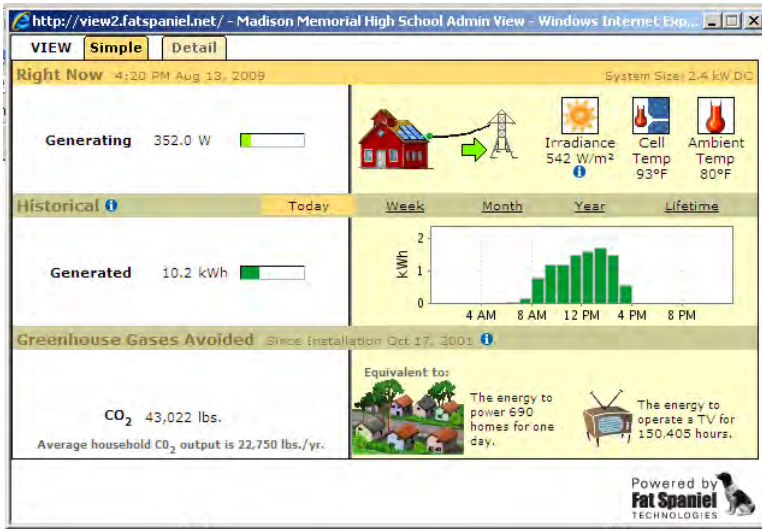 http://view2.fatspaniel.net/ - Madison Memorial High School Admin View - Windows Internet Exp...
VIEW Simple Detail
Right Now 4:20 PM Aug 13, 2009 System Size: 2.4 kW DC
Generating 352.0 W
Irradiance
542 W/m²
Cell
Temp
93°F
Ambient
Temp
80°F
Historical Today Week Month Year Lifetime
Generated 10.2 kWh
kWh
2
1
0
4 AM 8 AM 12 PM 4 PM 8 PM
Greenhouse Gases Avoided Since Installation Oct 17, 2001
CO₂ 43,022 lbs.
Average household CO₂ output is 22,750 lbs./yr.
Equivalent to:
The energy to
power 690
homes for one
day.
The energy to
operate a TV for
150,405 hours.
Powered by
Fat Spaniel
TECHNOLOGIES